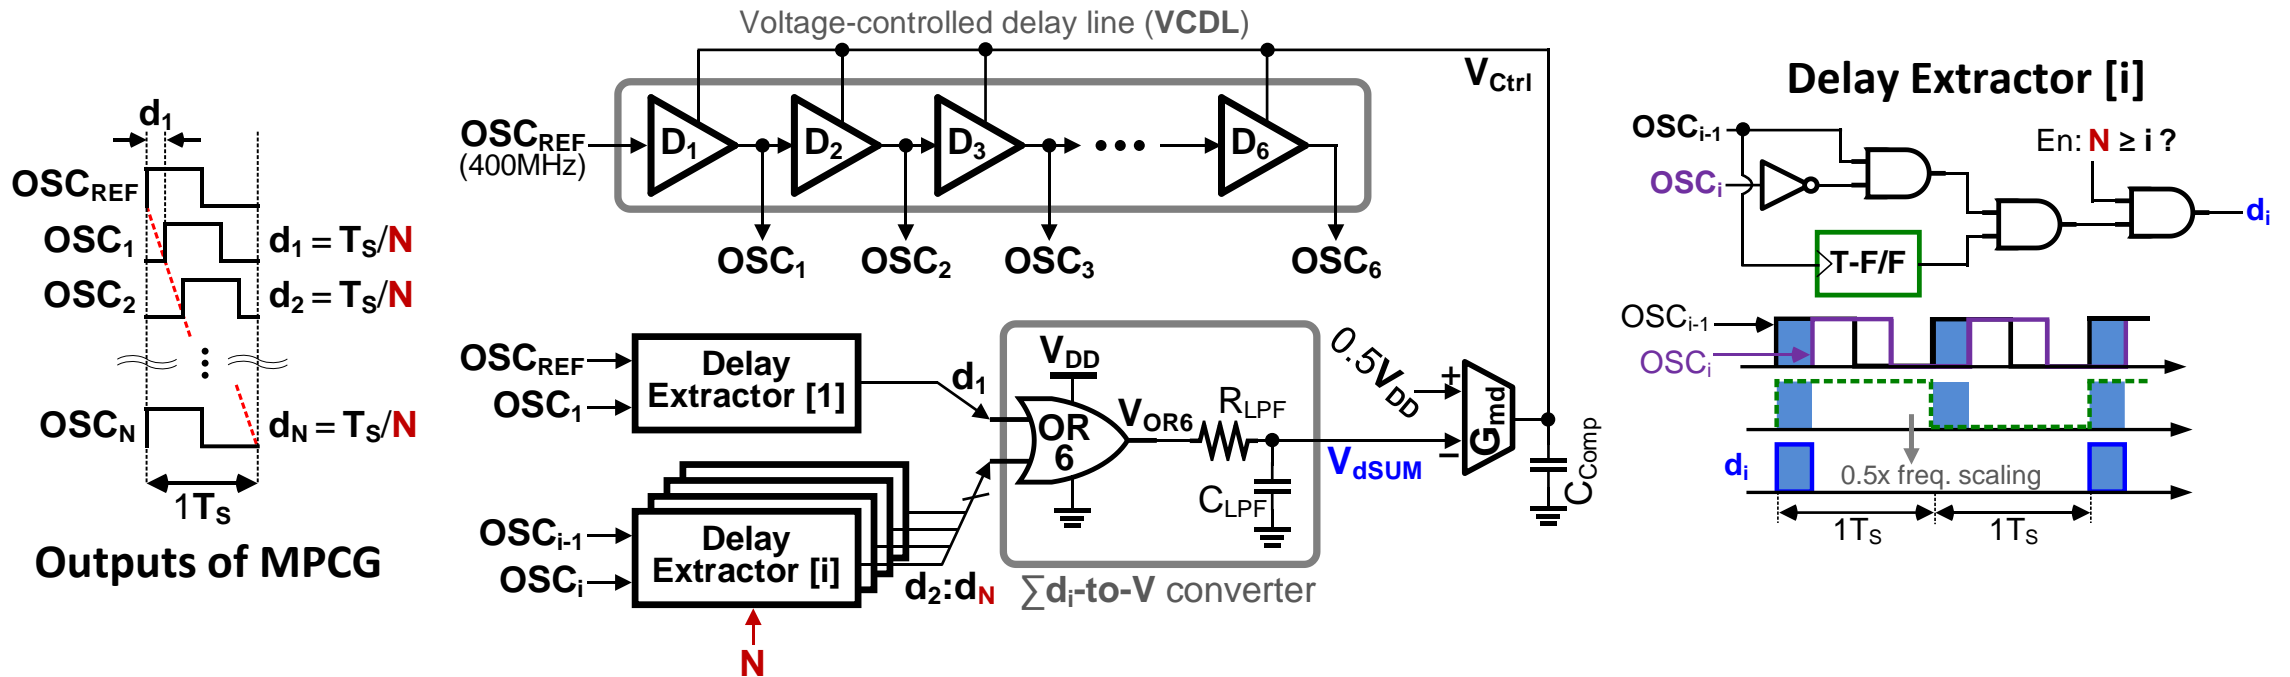 Voltage-controlled delay line (VCDL)
d1
OSCREF
OSC1
d1 = TS/N
OSC2
d2 = TS/N
OSCN
dN = TS/N
1TS
Outputs of MPCG
OSCREF
(400MHz)
D1
D2
D3
D6
VCtrl
OSC1
OSC2
OSC3
OSC6
OSCREF
OSC1
Delay
Extractor [1]
d1
OSCi-1
OSCi
Delay
Extractor [i]
d2:dN
N
VDD
OR
6
VOR6
RLPF
CLPF
∑di-to-V converter
VdSUM
0.5VDD
+
−
Gmd
CComp
Delay Extractor [i]
OSCi-1
OSCi
En: N ≥ i ?
T-F/F
di
OSCi-1
OSCi
di
0.5x freq. scaling
1TS
1TS